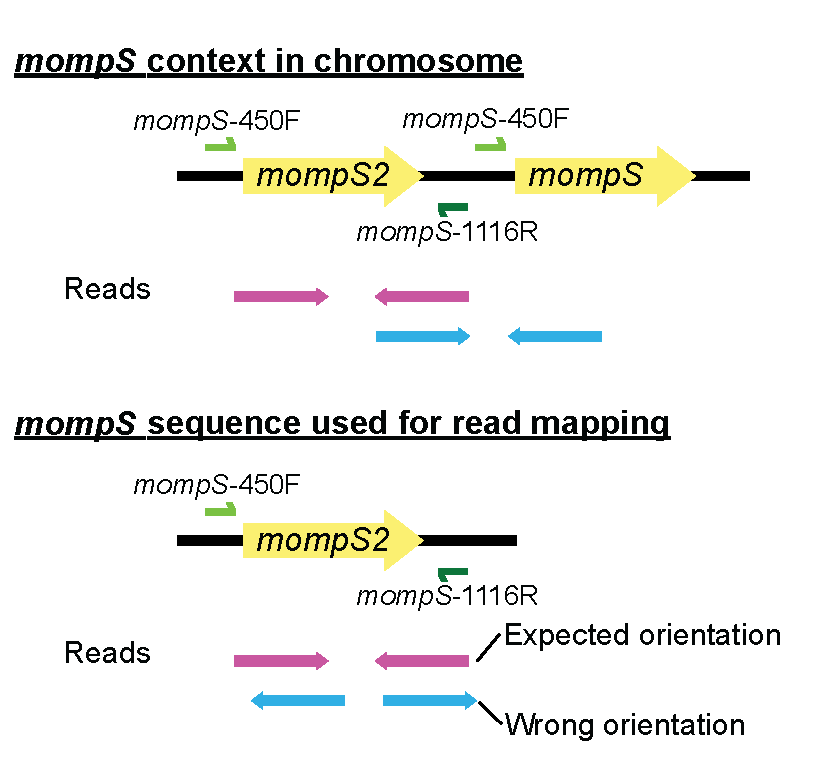 mompS context in chromosome
mompS-450F
mompS-450F
mompS2
mompS
mompS-1116R
Reads
mompS sequence used for read mapping
mompS-450F
mompS2
mompS-1116R
Expected orientation
Reads
Wrong orientation